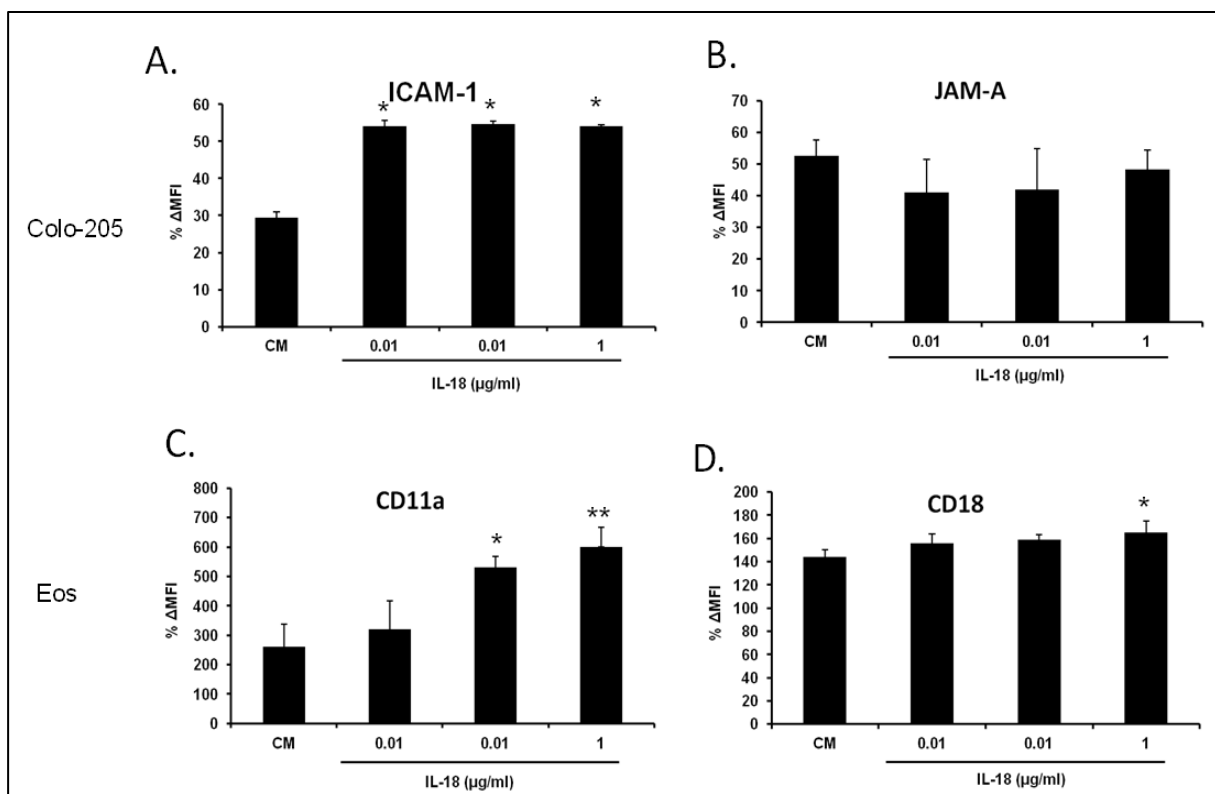 A.
ICAM-1
% ΔMFI
60
50
40
30
20
10
0
* * *
CM 0.01 0.01 1
IL-18 (µg/ml)
B.
JAM-A
% ΔMFI
70
60
50
40
30
20
10
0
CM 0.01 0.01 1
IL-18 (µg/ml)
Colo-205
C.
CD11a
% ΔMFI
800
700
600
500
400
300
200
100
0
* **
CM 0.01 0.01 1
IL-18 (µg/ml)
D.
CD18
% ΔMFI
200
180
160
140
120
100
80
60
40
20
0
*
CM 0.01 0.01 1
IL-18 (µg/ml)
Eos